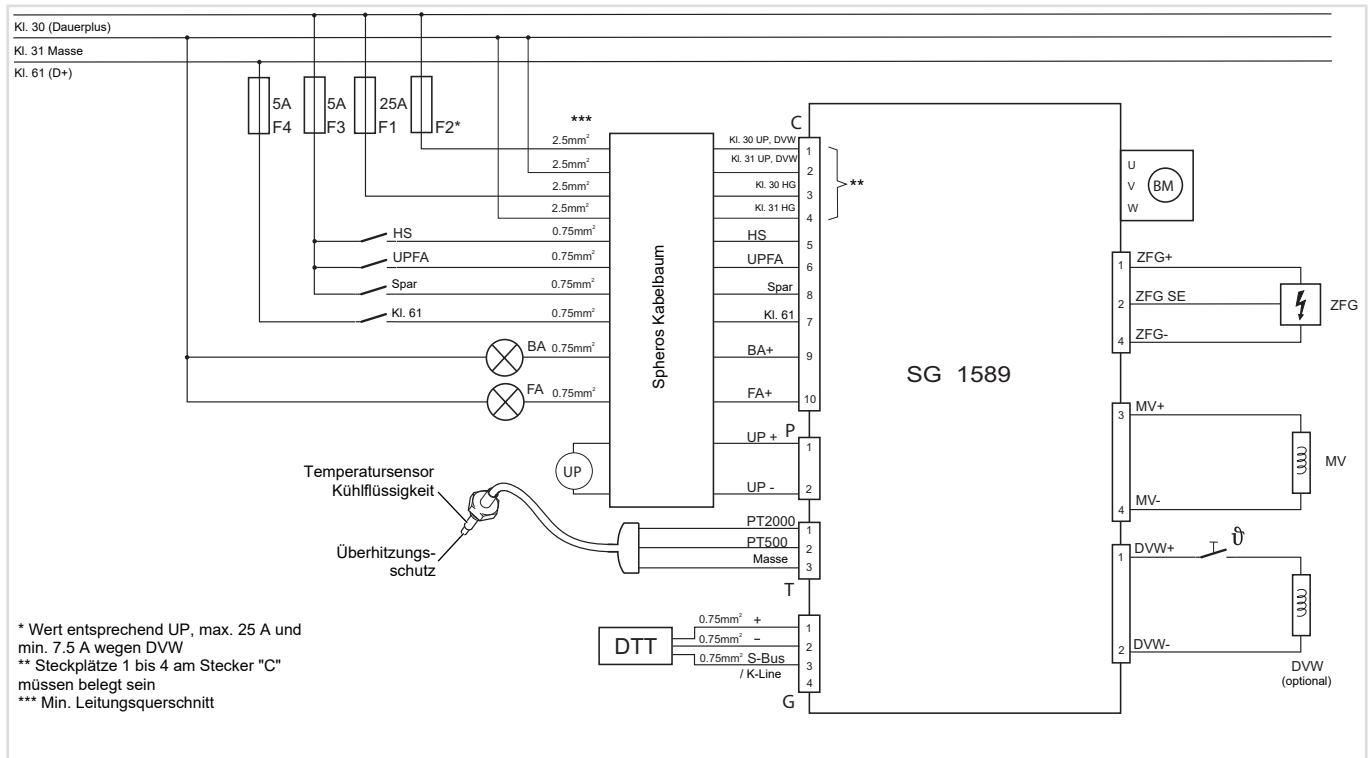 Kl. 30 (Dauerplus)
Kl. 31 Masse
Kl. 61 (D+)
5A
F4
5A
F3
25A
F1
F2*
***
2.5mm²
2.5mm²
2.5mm²
2.5mm²
HS
0.75mm²
UPFA
0.75mm²
Spar
0.75mm²
Kl. 61
0.75mm²
BA
0.75mm²
FA
0.75mm²
UP
Spheros Kabelbaum
C
Kl. 30 UP, DVW
1
Kl. 31 UP, DVW
2
Kl. 30 HG
3
Kl. 31 HG
4
**
HS
5
UPFA
6
Spar
8
Kl. 61
7
BA+
9
FA+
10
UP +
P
1
UP -
2
Temperatursensor
Kühlflüssigkeit
Überhitzungs-
schutz
PT2000
1
PT500
2
Masse
3
T
DTT
0.75mm² +
1
0.75mm² −
2
0.75mm² S-Bus
/ K-Line
3
4
G
SG 1589
U
V
W
BM
1
ZFG+
2
ZFG SE
4
ZFG-
ZFG
3
MV+
4
MV-
MV
1
DVW+
ϑ
2
DVW-
DVW
(optional)
* Wert entsprechend UP, max. 25 A und
min. 7.5 A wegen DVW
** Steckplätze 1 bis 4 am Stecker "C"
müssen belegt sein
*** Min. Leitungsquerschnitt